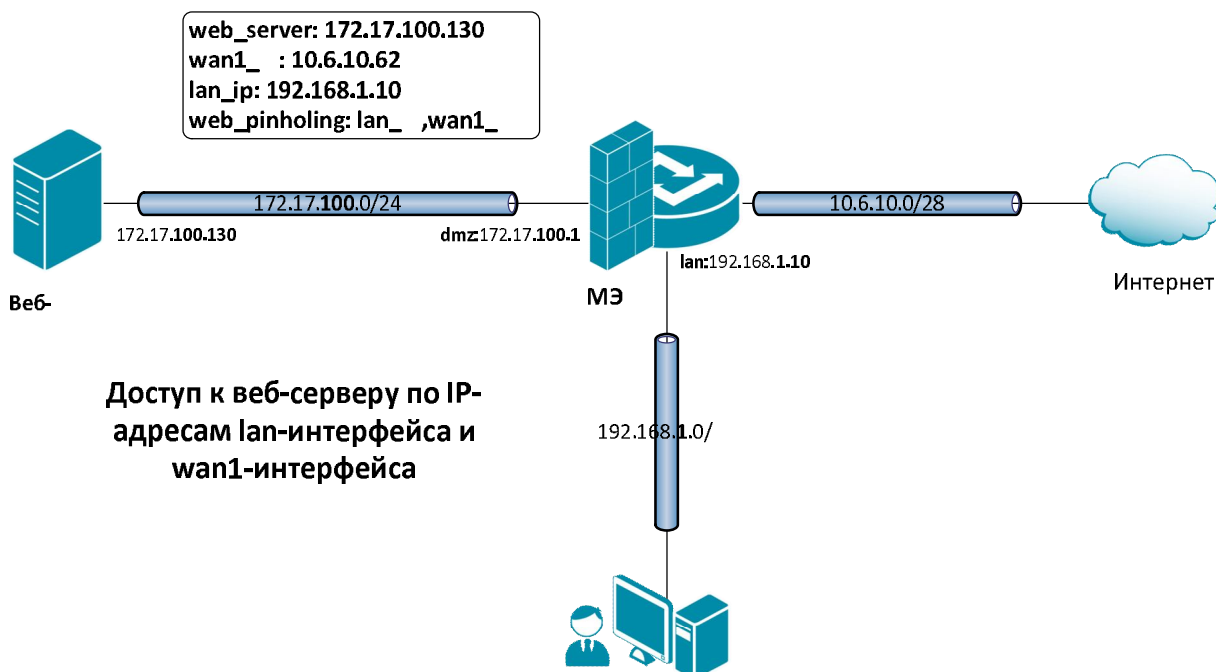 web_server: 172.17.100.130
wan1_ : 10.6.10.62
lan_ip: 192.168.1.10
web_pinholing: lan_ ,wan1_
172.17.100.0/24
10.6.10.0/28
172.17.100.130
dmz:172.17.100.1
lan:192.168.1.10
Интернет
Веб-
МЭ
Доступ к веб-серверу по IP-
адресам lan-интерфейса и
wan1-интерфейса
192.168.1.0/